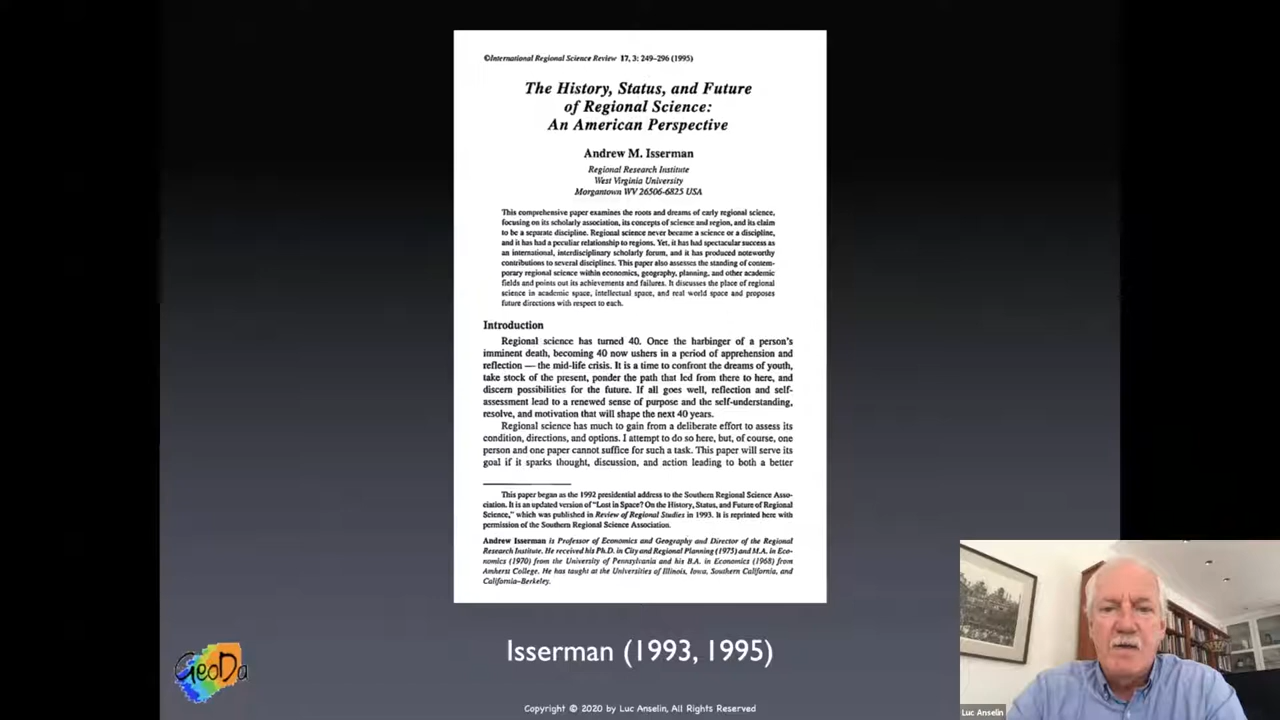 ©International Regional Science Review 17, 3: 249–296 (1995)
The History, Status, and Future
of Regional Science:
An American Perspective
Andrew M. Isserman
Regional Research Institute
West Virginia University
Morgantown WV 26506-6825 USA
This comprehensive paper examines the roots and dreams of early regional science,
focusing on its scholarly association, its concepts of science and region, and its claim
to be a separate discipline. Regional science never became a science or a discipline,
and it has had a peculiar relationship to regions. Yet, it has had spectacular success as
an international, interdisciplinary scholarly forum, and it has produced noteworthy
contributions to several disciplines. This paper also assesses the standing of contem-
porary regional science within economics, geography, planning, and other academic
fields and points out its achievements and failures. It discusses the place of regional
science in academic space, intellectual space, and real world space and proposes
future directions with respect to each.
Introduction
Regional science has turned 40. Once the harbinger of a person's
imminent death, becoming 40 now ushers in a period of apprehension and
reflection — the mid-life crisis. It is a time to confront the dreams of youth,
take stock of the present, ponder the path that led from there to here, and
discern possibilities for the future. If all goes well, reflection and self-
assessment lead to a renewed sense of purpose and the self-understanding,
resolve, and motivation that will shape the next 40 years.
Regional science has much to gain from a deliberate effort to assess its
condition, directions, and options. I attempt to do so here, but, of course, one
person and one paper cannot suffice for such a task. This paper will serve its
goal if it sparks thought, discussion, and action leading to both a better
This paper began as the 1992 presidential address to the Southern Regional Science Asso-
ciation. It is an updated version of "Lost in Space? On the History, Status, and Future of Regional
Science," which was published in Review of Regional Studies in 1993. It is reprinted here with
permission of the Southern Regional Science Association.
Andrew Isserman is Professor of Economics and Geography and Director of the Regional
Research Institute. He received his Ph.D. in City and Regional Planning (1975) and M.A. in Eco-
nomics (1970) from the University of Pennsylvania and his B.A. in Economics (1968) from
Amherst College. He has taught at the Universities of Illinois, Iowa, Southern California, and
California–Berkeley.
Isserman (1993, 1995)
GeoDa
Copyright © 2020 by Luc Anselin, All Rights Reserved
Luc Anselin